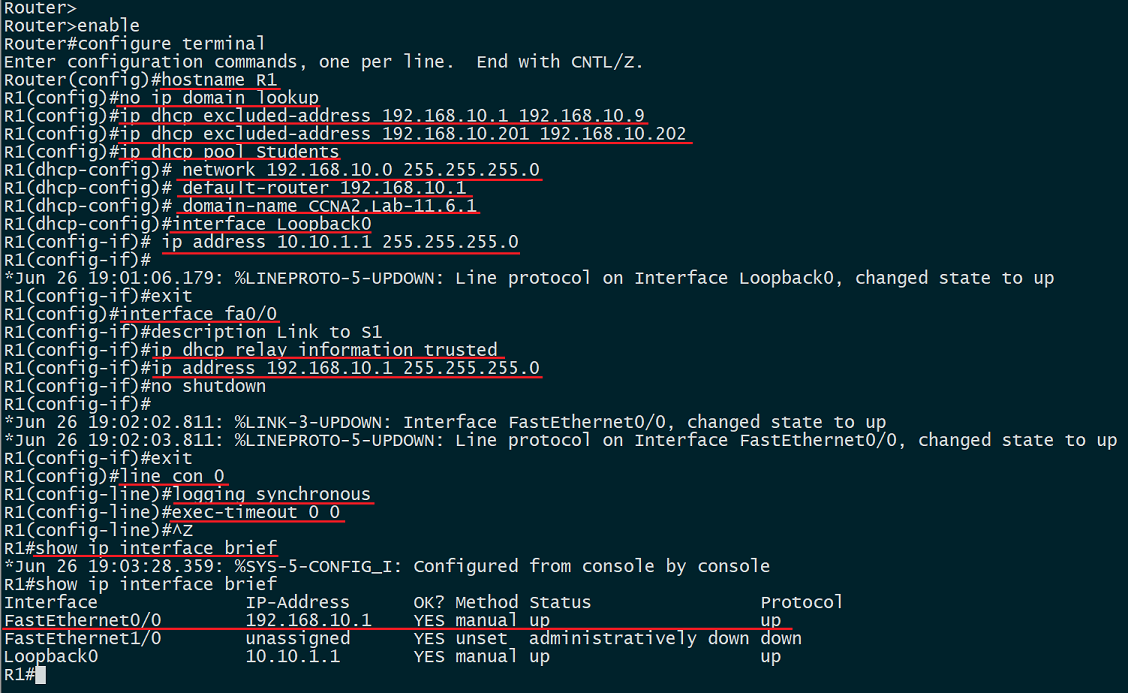 Router>
Router>enable
Router#configure terminal
Enter configuration commands, one per line.  End with CNTL/Z.
Router(config)#hostname R1
R1(config)#no ip domain lookup
R1(config)#ip dhcp excluded-address 192.168.10.1 192.168.10.9
R1(config)#ip dhcp excluded-address 192.168.10.201 192.168.10.202
R1(config)#ip dhcp pool Students
R1(dhcp-config)# network 192.168.10.0 255.255.255.0
R1(dhcp-config)# default-router 192.168.10.1
R1(dhcp-config)# domain-name CCNA2.Lab-11.6.1
R1(dhcp-config)#interface Loopback0
R1(config-if)# ip address 10.10.1.1 255.255.255.0
R1(config-if)#
*Jun 26 19:01:06.179: %LINEPROTO-5-UPDOWN: Line protocol on Interface Loopback0, changed state to up
R1(config-if)#exit
R1(config)#interface fa0/0
R1(config-if)#description Link to S1
R1(config-if)#ip dhcp relay information trusted
R1(config-if)#ip address 192.168.10.1 255.255.255.0
R1(config-if)#no shutdown
R1(config-if)#
*Jun 26 19:02:02.811: %LINK-3-UPDOWN: Interface FastEthernet0/0, changed state to up
*Jun 26 19:02:03.811: %LINEPROTO-5-UPDOWN: Line protocol on Interface FastEthernet0/0, changed state to up
R1(config-if)#exit
R1(config)#line con 0
R1(config-line)#logging synchronous
R1(config-line)#exec-timeout 0 0
R1(config-line)#^Z
R1#show ip interface brief
*Jun 26 19:03:28.359: %SYS-5-CONFIG_I: Configured from console by console
R1#show ip interface brief
Interface              IP-Address      OK? Method Status                Protocol
FastEthernet0/0        192.168.10.1    YES manual up                    up
FastEthernet1/0        unassigned      YES unset  administratively down down
Loopback0              10.10.1.1       YES manual up                    up
R1#